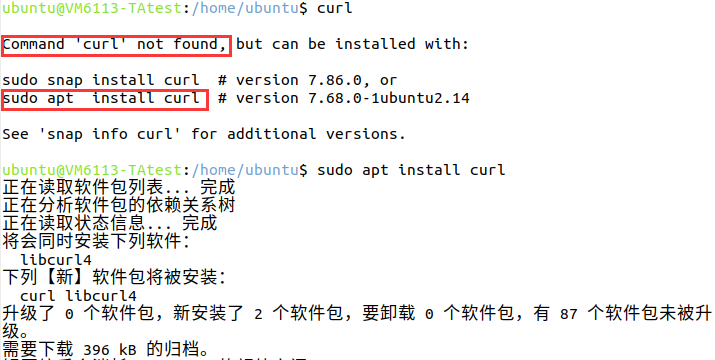 ubuntu@VM6113-TAtest:/home/ubuntu$ curl
Command 'curl' not found, but can be installed with:
sudo snap install curl  # version 7.86.0, or
sudo apt  install curl  # version 7.68.0-1ubuntu2.14
See 'snap info curl' for additional versions.
ubuntu@VM6113-TAtest:/home/ubuntu$ sudo apt install curl
正在读取软件包列表... 完成
正在分析软件包的依赖关系树
正在读取状态信息... 完成
将会同时安装下列软件：
  libcurl4
下列【新】软件包将被安装：
  curl libcurl4
升级了 0 个软件包，新安装了 2 个软件包，要卸载 0 个软件包，有 87 个软件包未被升
级。
需要下载 396 kB 的归档。